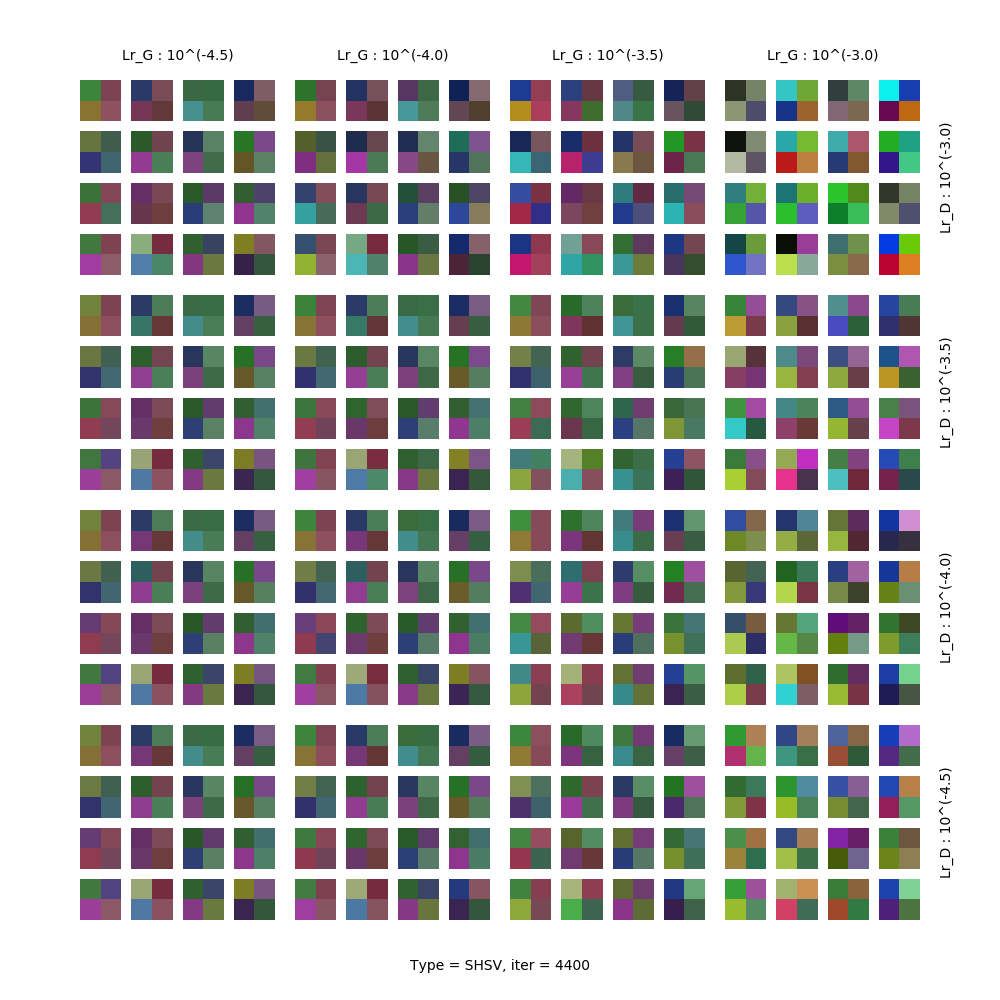 Lr_G : 10^(-4.5)
Lr_G : 10^(-4.0)
Lr_G : 10^(-3.5)
Lr_G : 10^(-3.0)
Lr_D : 10^(-3.0)
Lr_D : 10^(-3.5)
Lr_D : 10^(-4.0)
Lr_D : 10^(-4.5)
Type = SHSV, iter = 4400